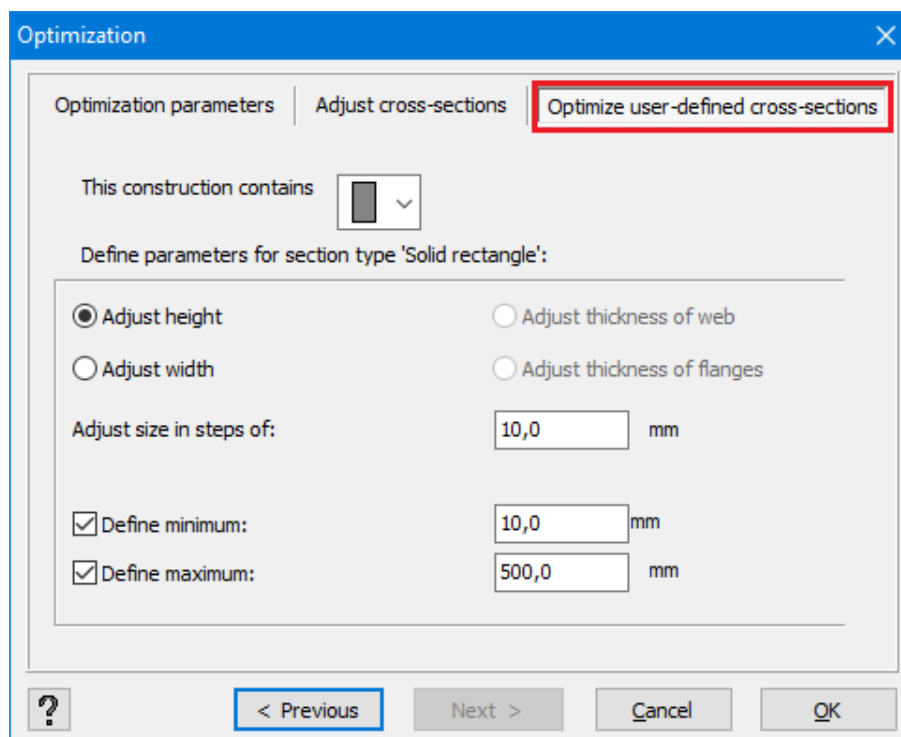 Optimization
Optimization parameters Adjust cross-sections Optimize user-defined cross-sections
This construction contains
Define parameters for section type 'Solid rectangle':
Adjust height Adjust thickness of web
Adjust width Adjust thickness of flanges
Adjust size in steps of: 10,0 mm
Define minimum: 10,0 mm
Define maximum: 500,0 mm
? < Previous Next > Cancel OK